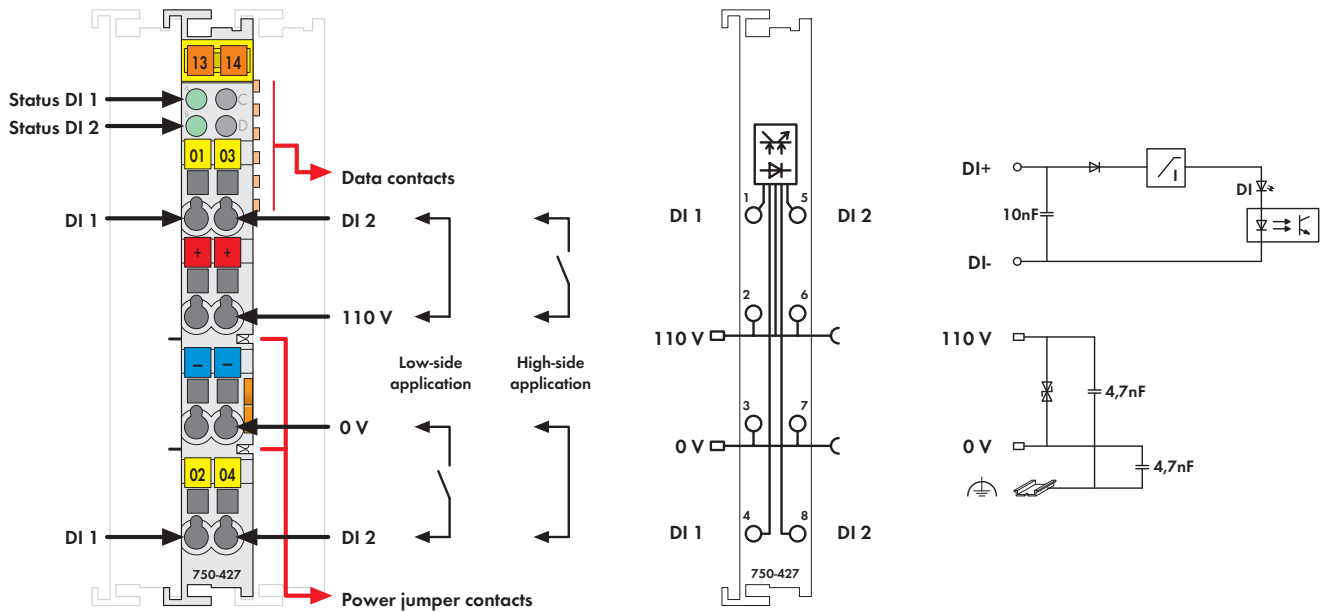 13 14
A C
Status DI 1
B D
Status DI 2
01 03
Data contacts
DI 1
DI 2
+ +
110 V
Low-side
application
High-side
application
– –
0 V
02 04
DI 1
DI 2
750-427
Power jumper contacts
1 5
DI 1
DI 2
2 6
110 V
3 7
0 V
4 8
DI 1
DI 2
750-427
DI+
I
DI
10nF
DI-
110 V
4,7nF
0 V
4,7nF